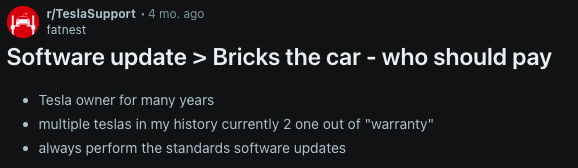 r/TeslaSupport • 4 mo. ago
fatnest
Software update > Bricks the car - who should pay
• Tesla owner for many years
• multiple teslas in my history currently 2 one out of "warranty"
• always perform the standards software updates